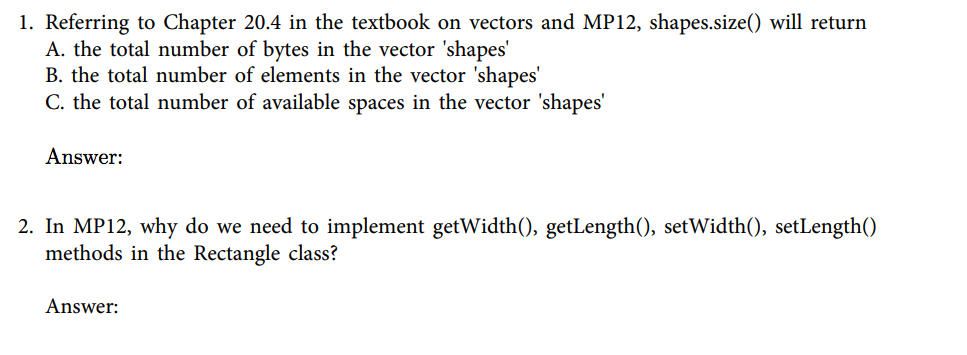 1. Referring to Chapter 20.4 in the textbook on vectors and MP12, shapes.size() will return
A. the total number of bytes in the vector 'shapes'
B. the total number of elements in the vector 'shapes'
C. the total number of available spaces in the vector 'shapes'
Answer:
2. In MP12, why do we need to implement getWidth(), getLength(), setWidth(), setLength()
methods in the Rectangle class?
Answer: